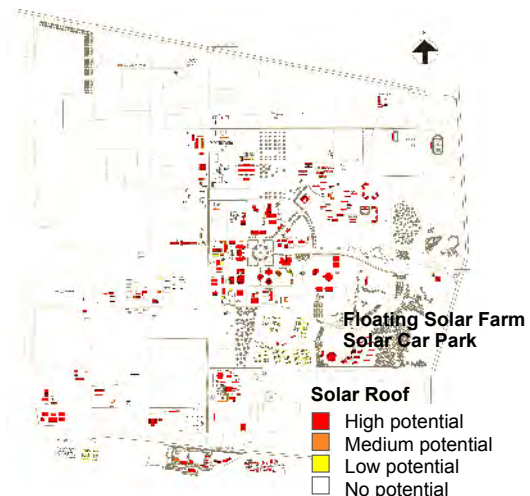 Floating Solar Farm
Solar Car Park
Solar Roof
High potential
Medium potential
Low potential
No potential